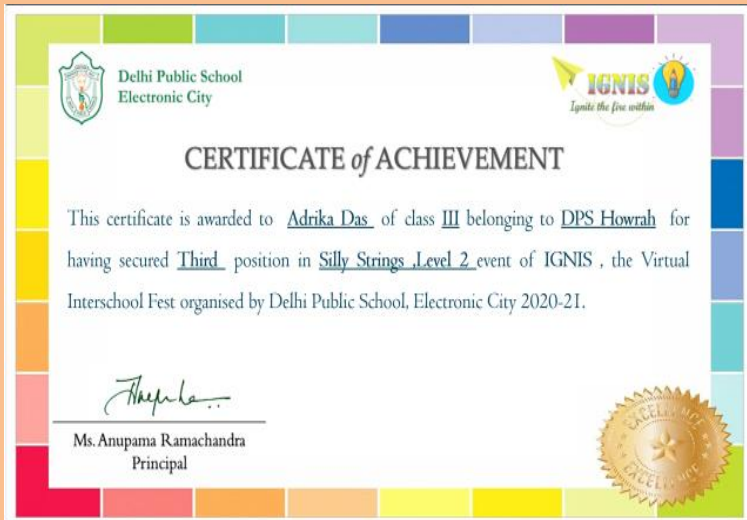 Delhi Public School
Electronic City
IGNIS
Ignite the fire within
CERTIFICATE of ACHIEVEMENT
This certificate is awarded to Adrika Das of class III belonging to DPS Howrah for
having secured Third position in Silly Strings ,Level 2 event of IGNIS , the Virtual
Interschool Fest organised by Delhi Public School, Electronic City 2020-21.
Ms. Anupama Ramachandra
Principal
EXCELLENCE
EXCELLENCE